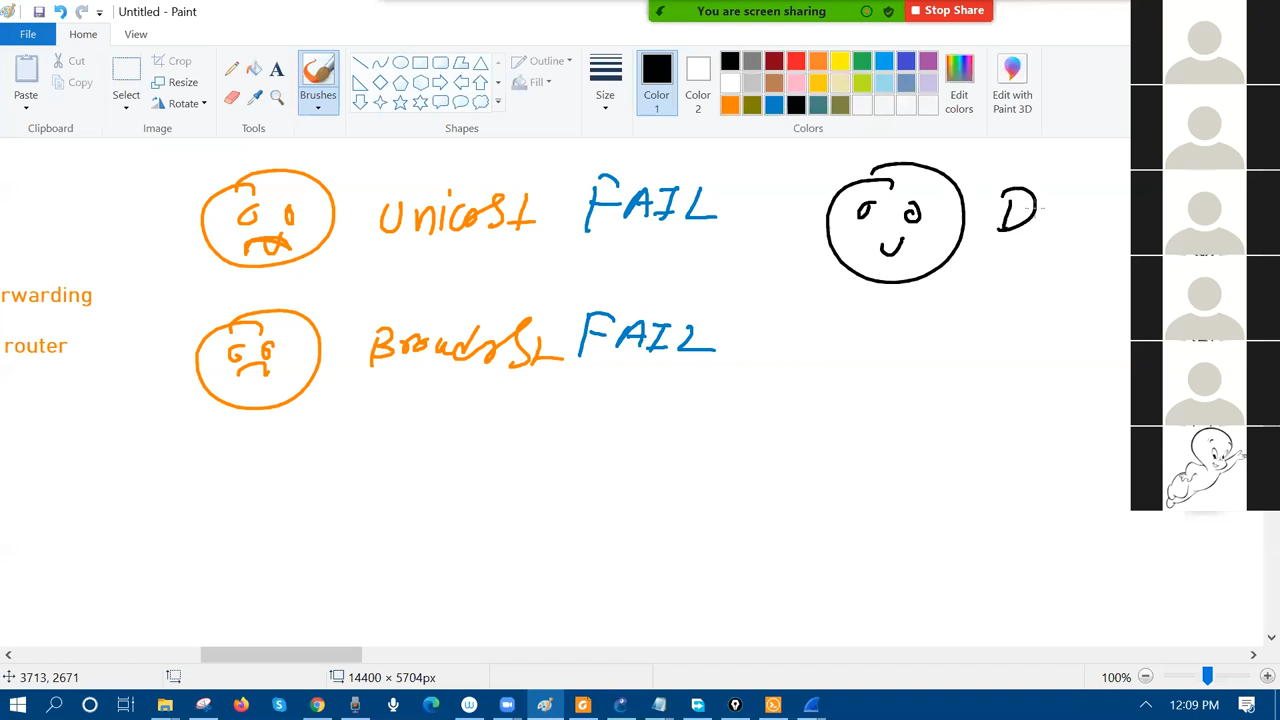 Untitled - Paint
You are screen sharing
Stop Share
File
Home
View
Paste
Cut
Copy
Clipboard
Select
Crop
Resize
Rotate
Image
Tools
Brushes
Shapes
Outline
Fill
Size
Color 1
Color 2
Edit colors
Edit with Paint 3D
Colors
Unicast FAIL
D
rwarding
router
Broadcast FAIL
3713, 2671
14400 × 5704px
100%
12:09 PM